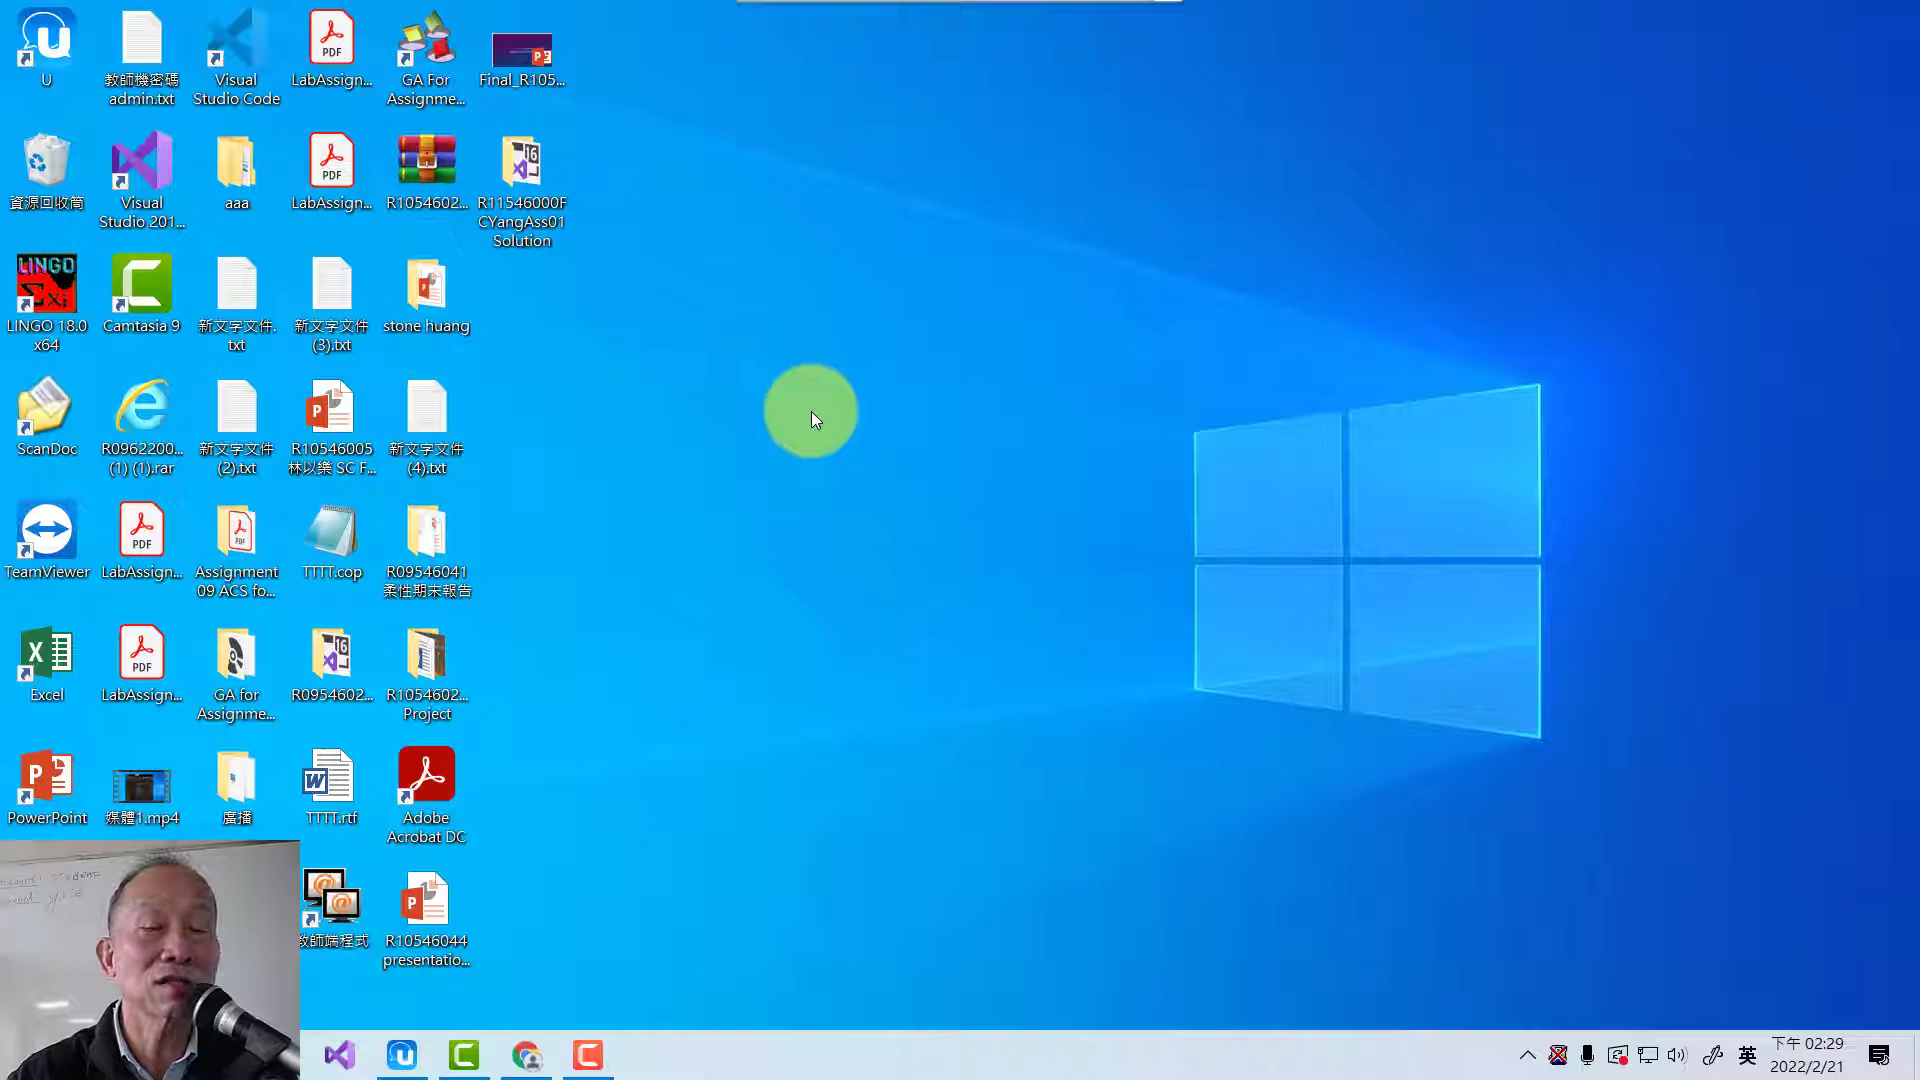 U
教師機密碼
admin.txt
Visual
Studio Code
LabAssign...
GA For
Assignme...
Final_R105...
資源回收筒
Visual
Studio 201...
aaa
LabAssign...
R1054602...
R11546000F
CYangAss01
Solution
LINGO 18.0
x64
Camtasia 9
新文字文件.
txt
新文字文件
(3).txt
stone huang
ScanDoc
R0962200...
(1) (1).rar
新文字文件
(2).txt
R10546005
林以樂 SC F...
新文字文件
(4).txt
TeamViewer
LabAssign...
Assignment
09 ACS fo...
TTTT.cop
R09546041
柔性期末報告
Excel
LabAssign...
GA for
Assignme...
R0954602...
R1054602...
Project
PowerPoint
媒體1.mp4
廣播
TTTT.rtf
Adobe
Acrobat DC
教師端程式
R10546044
presentatio...
英
下午 02:29
2022/2/21